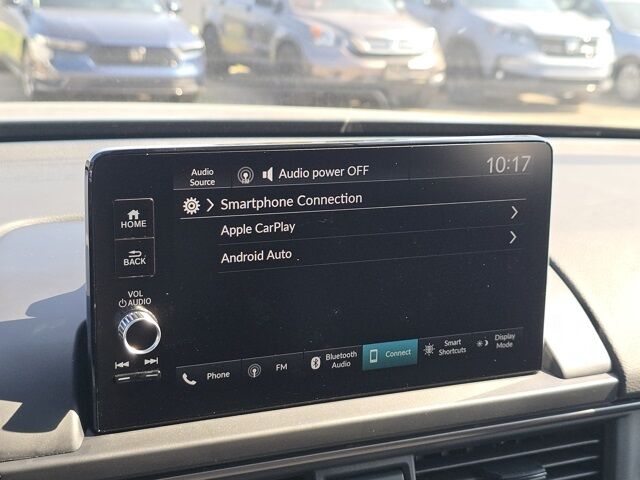 Audio
Source
Audio power OFF
10:17
HOME
Smartphone Connection
Apple CarPlay
BACK
Android Auto
VOL
AUDIO
Phone
FM
Bluetooth
Audio
Connect
Smart
Shortcuts
Display
Mode